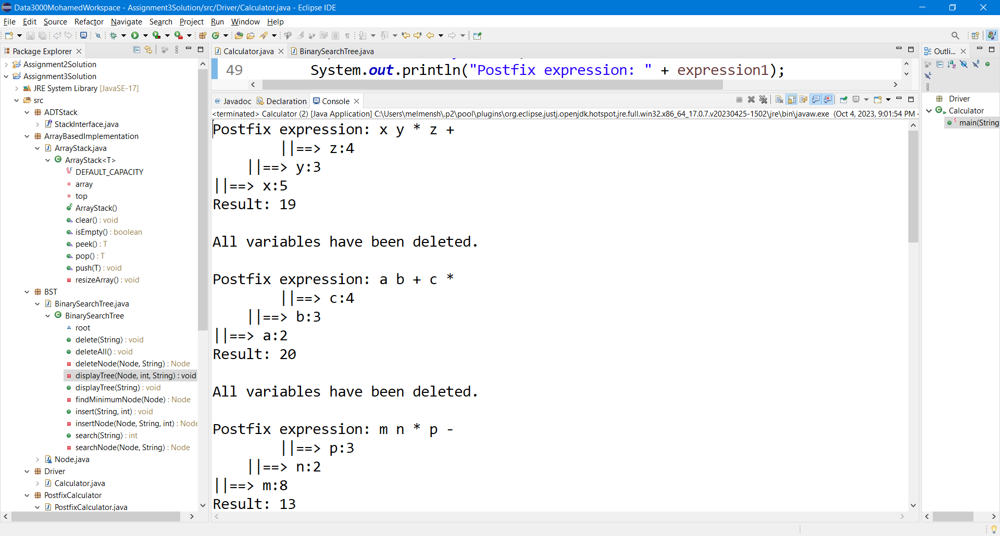 Data3000MohamedWorkspace - Assignment3Solution/src/Driver/Calculator.java - Eclipse IDE
File Edit Source Refactor Navigate Search Project Run Window Help
Package Explorer
Assignment2Solution
Assignment3Solution
JRE System Library [JavaSE-17]
src
ADTStack
StackInterface.java
ArrayBasedImplementation
ArrayStack.java
ArrayStack<T>
DEFAULT_CAPACITY
array
top
ArrayStack()
clear() : void
isEmpty() : boolean
peek() : T
pop() : T
push(T) : void
resizeArray() : void
BST
BinarySearchTree.java
BinarySearchTree
root
delete(String) : void
deleteAll() : void
deleteNode(Node, String) : Node
displayTree(Node, int, String) : void
displayTree(String) : void
findMinimumNode(Node) : Node
insert(String, int) : void
insertNode(Node, String, int) : Node
search(String) : int
searchNode(Node, String) : Node
Node.java
Driver
Calculator.java
PostfixCalculator
PostfixCalculator.java
Calculator.java BinarySearchTree.java
49 System.out.println("Postfix expression: " + expression1);
Javadoc Declaration Console
<terminated> Calculator (2) [Java Application] C:\Users\melmensh\.p2\pool\plugins\org.eclipse.justj.openjdk.hotspot.jre.full.win32.x86_64_17.0.7.v20230425-1502\jre\bin\javaw.exe (Oct 4, 2023, 9:01:54 PM -
Postfix expression: x y * z +
||==> z:4
||==> y:3
||==> x:5
Result: 19
All variables have been deleted.
Postfix expression: a b + c *
||==> c:4
||==> b:3
||==> a:2
Result: 20
All variables have been deleted.
Postfix expression: m n * p -
||==> p:3
||==> n:2
||==> m:8
Result: 13
Outli...
Driver
Calculator
main(String